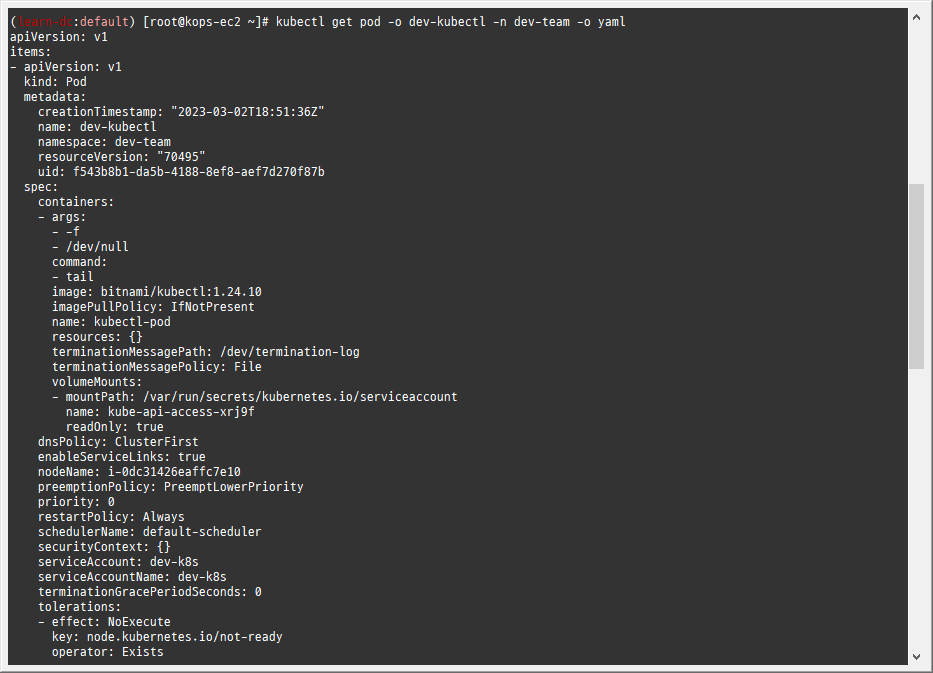 (learn-dr:default) [root@kops-ec2 ~]# kubectl get pod -o dev-kubectl -n dev-team -o yaml
apiVersion: v1
items:
- apiVersion: v1
  kind: Pod
  metadata:
    creationTimestamp: "2023-03-02T18:51:36Z"
    name: dev-kubectl
    namespace: dev-team
    resourceVersion: "70495"
    uid: f543b8b1-da5b-4188-8ef8-aef7d270f87b
  spec:
    containers:
    - args:
      - -f
      - /dev/null
      command:
      - tail
      image: bitnami/kubectl:1.24.10
      imagePullPolicy: IfNotPresent
      name: kubectl-pod
      resources: {}
      terminationMessagePath: /dev/termination-log
      terminationMessagePolicy: File
      volumeMounts:
      - mountPath: /var/run/secrets/kubernetes.io/serviceaccount
        name: kube-api-access-xrj9f
        readOnly: true
    dnsPolicy: ClusterFirst
    enableServiceLinks: true
    nodeName: i-0dc31426eaffc7e10
    preemptionPolicy: PreemptLowerPriority
    priority: 0
    restartPolicy: Always
    schedulerName: default-scheduler
    securityContext: {}
    serviceAccount: dev-k8s
    serviceAccountName: dev-k8s
    terminationGracePeriodSeconds: 0
    tolerations:
    - effect: NoExecute
      key: node.kubernetes.io/not-ready
      operator: Exists